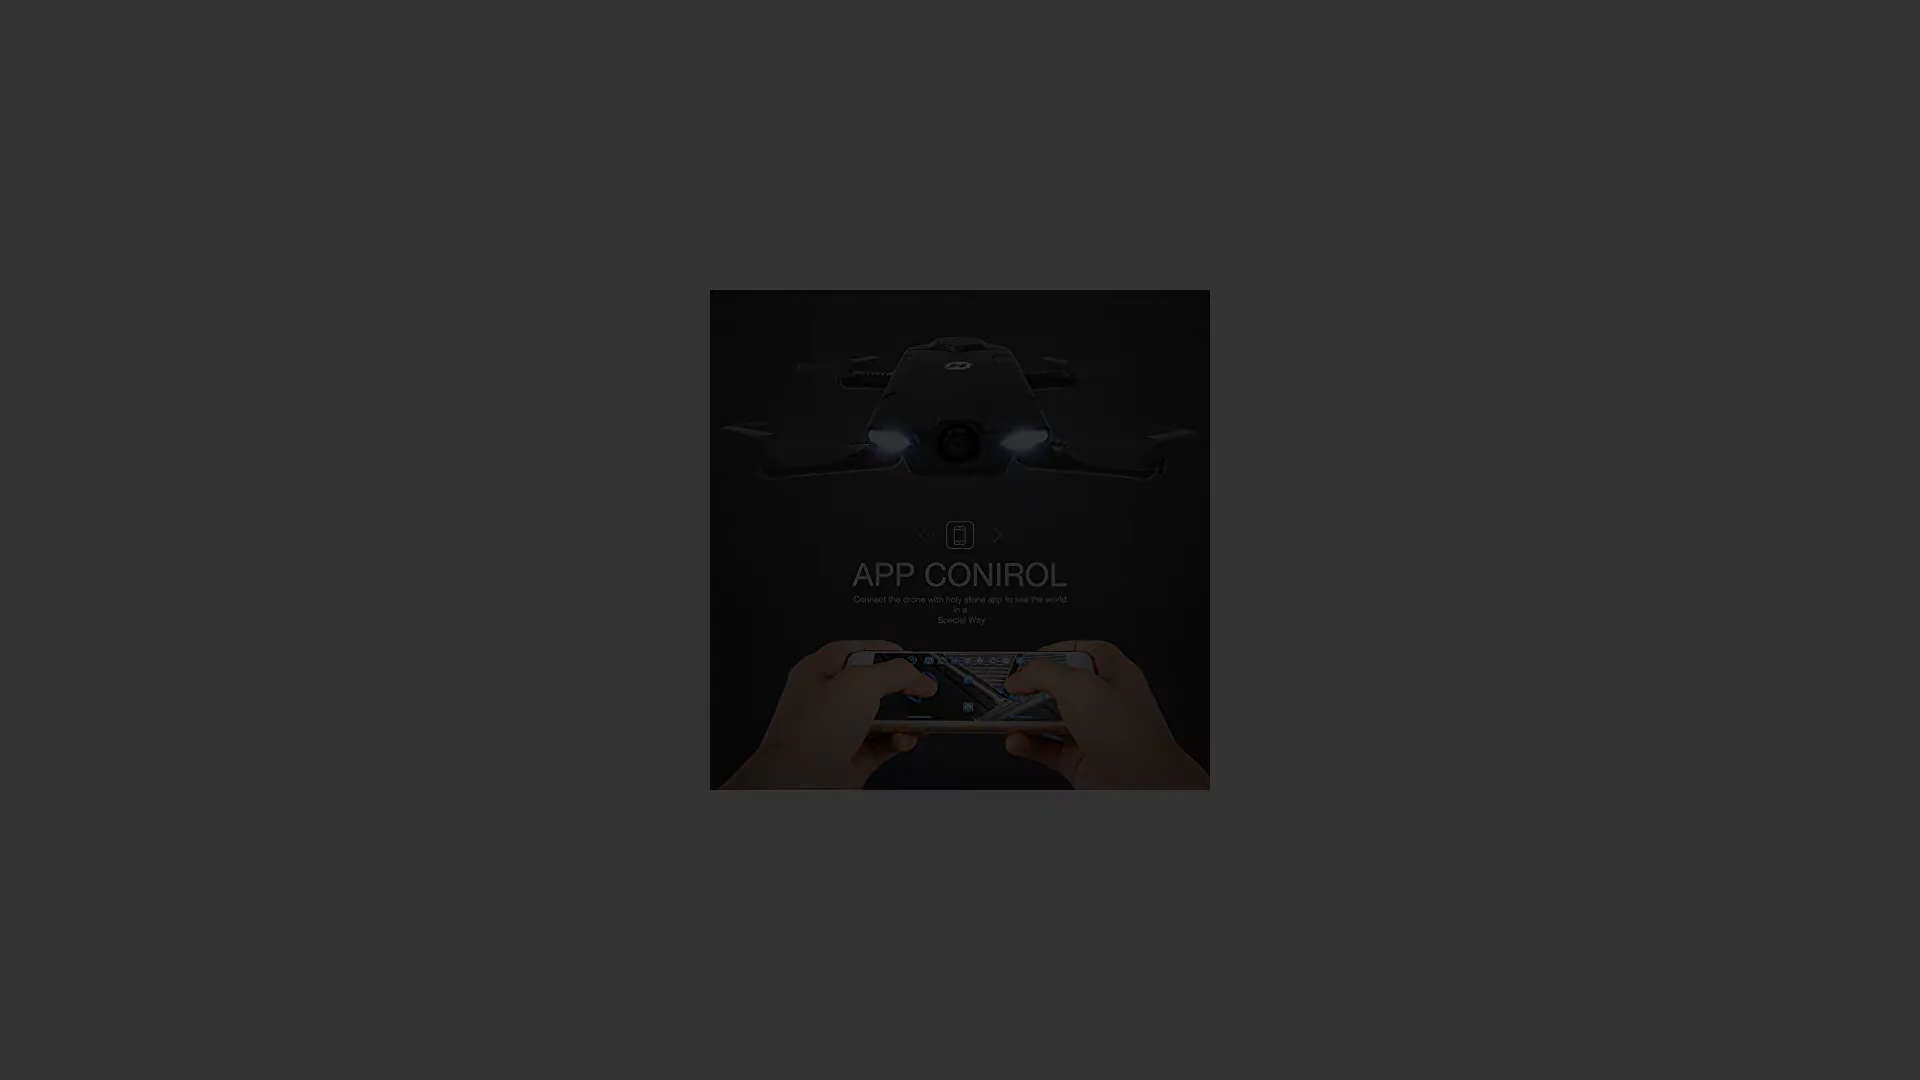 APP CONIROL
Connect the drone with holy stone app to see the world
in a
Special Way